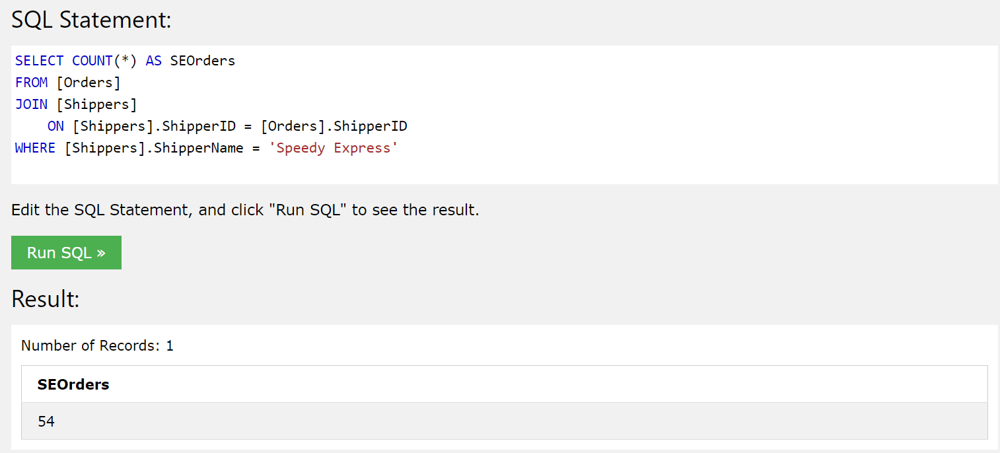 SQL Statement:
SELECT COUNT(*) AS SEOrders
FROM [Orders]
JOIN [Shippers]
    ON [Shippers].ShipperID = [Orders].ShipperID
WHERE [Shippers].ShipperName = 'Speedy Express'
Edit the SQL Statement, and click "Run SQL" to see the result.
Run SQL »
Result:
Number of Records: 1
SEOrders
54